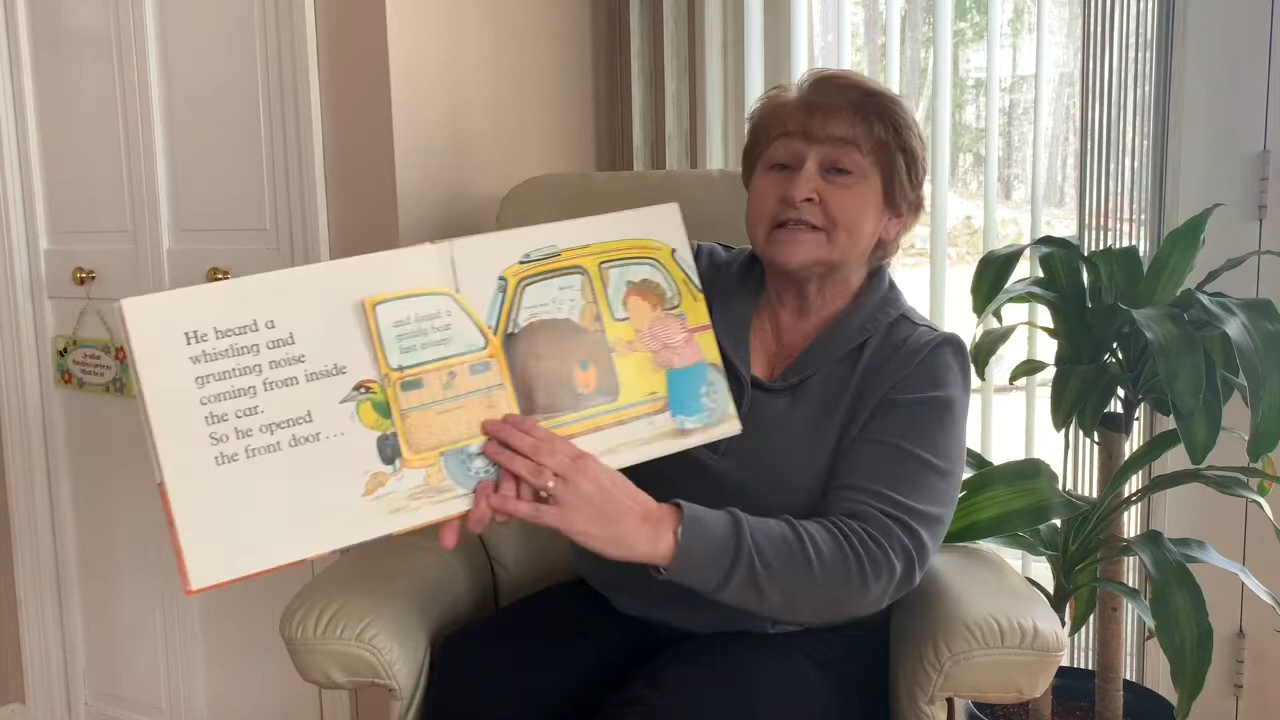 He heard a
whistling and
grunting noise
coming from inside
the car.
So he opened
the front door...
and found a
grizzly bear
fast asleep!